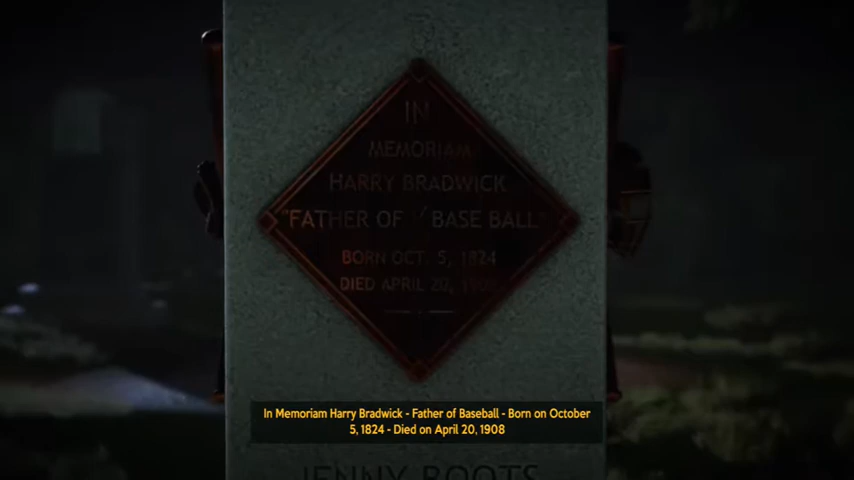 IN
MEMORIAM
HARRY BRADWICK
"FATHER OF BASE BALL"
BORN OCT. 5, 1824
DIED APRIL 20, 1908
In Memoriam Harry Bradwick - Father of Baseball - Born on October
5, 1824 - Died on April 20, 1908
JENNY ROOTS